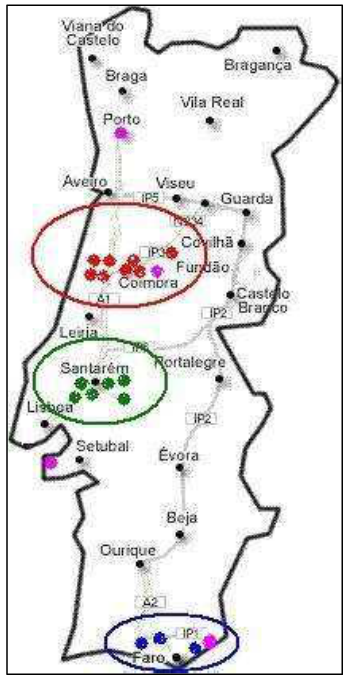 Viana do
Castelo
Bragança
Braga
Vila Real
Porto
Aveiro
Viseu
IP5
Guarda
Covilhã
IP3
Fundão
Coimbra
A1
Castelo
Branco
IP2
Leiria
Portalegre
Santarém
Lisboa
IP2
Setubal
Évora
Beja
Ourique
A2
IP1
Faro